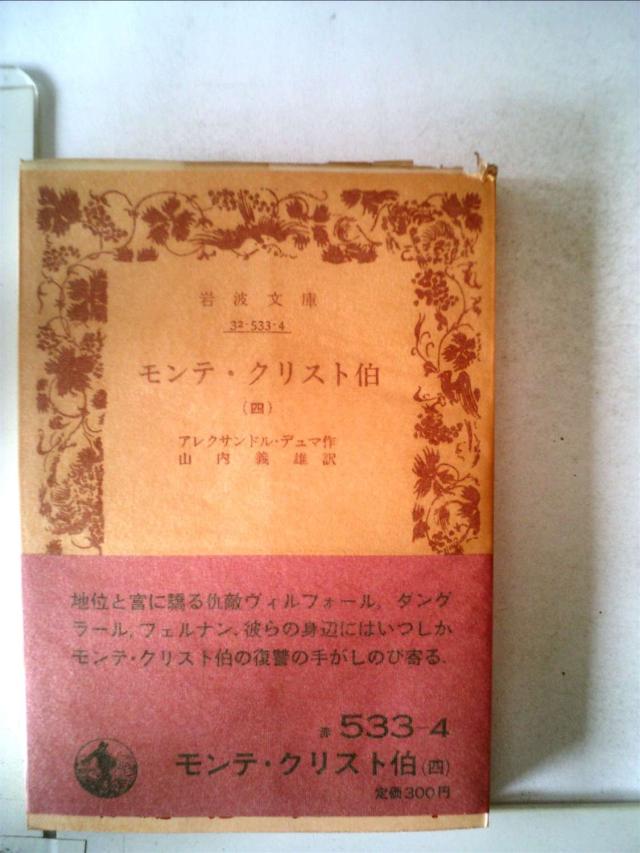 岩波文庫
32-533-4
モンテ・クリスト伯
(四)
アレクサンドル・デュマ作
山内義雄訳
地位と富に驕る仇敵ヴィルフォール，ダング
ラール，フェルナン、彼らの身辺にはいつしか
モンテ・クリスト伯の復讐の手がしのび寄る．
赤 533-4
モンテ・クリスト伯(四)
定価300円